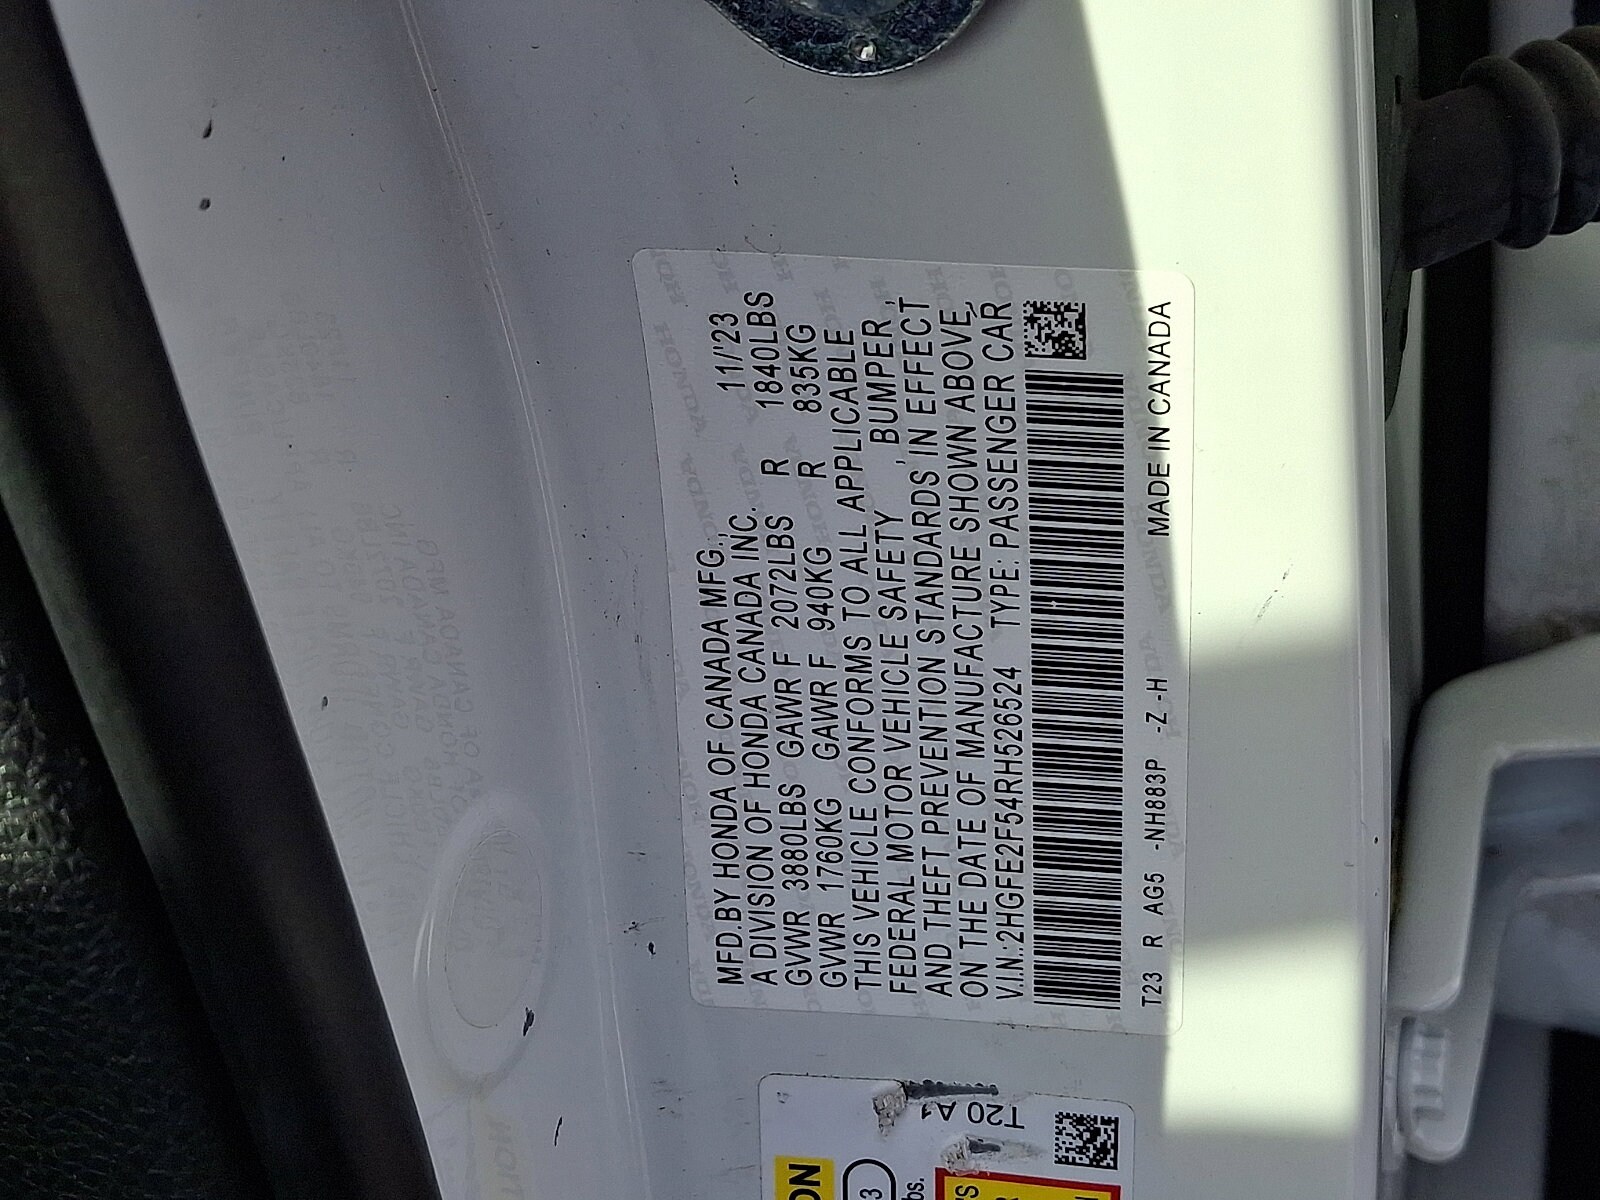 MFD.BY HONDA OF CANADA MFG., 11/'23
A DIVISION OF HONDA CANADA INC.
GVWR 3880LBS GAWR F 2072LBS R 1840LBS
GVWR 1760KG GAWR F 940KG R 835KG
THIS VEHICLE CONFORMS TO ALL APPLICABLE
FEDERAL MOTOR VEHICLE SAFETY, BUMPER,
AND THEFT PREVENTION STANDARDS IN EFFECT
ON THE DATE OF MANUFACTURE SHOWN ABOVE,
V.I.N.:2HGFE2F54RH526524 TYPE: PASSENGER CAR
T23 R AG5 -NH883P -Z -H MADE IN CANADA
T20 A
ON
3
bs.